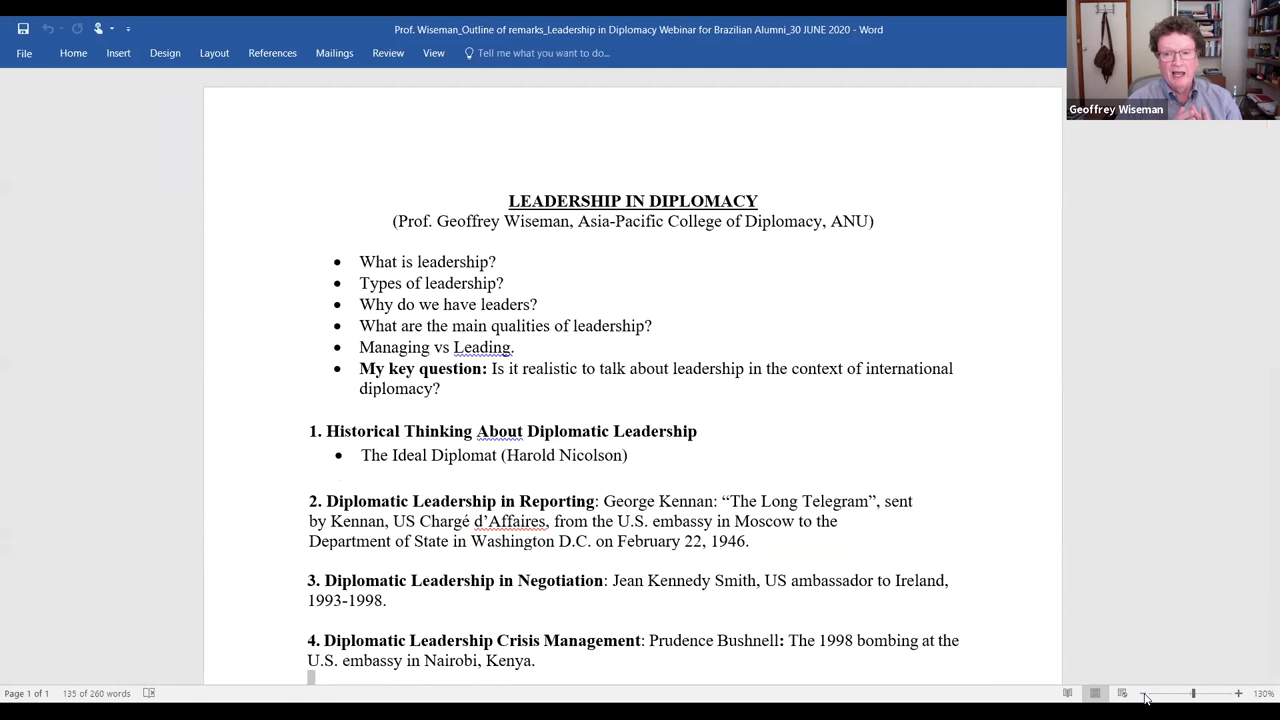 Prof. Wiseman_Outline of remarks_Leadership in Diplomacy Webinar for Brazilian Alumni_30 JUNE 2020 - Word
File Home Insert Design Layout References Mailings Review View Tell me what you want to do...
Geoffrey Wiseman
LEADERSHIP IN DIPLOMACY
(Prof. Geoffrey Wiseman, Asia-Pacific College of Diplomacy, ANU)
• What is leadership?
• Types of leadership?
• Why do we have leaders?
• What are the main qualities of leadership?
• Managing vs Leading.
• My key question: Is it realistic to talk about leadership in the context of international
diplomacy?
1. Historical Thinking About Diplomatic Leadership
• The Ideal Diplomat (Harold Nicolson)
2. Diplomatic Leadership in Reporting: George Kennan: “The Long Telegram”, sent
by Kennan, US Chargé d’Affaires, from the U.S. embassy in Moscow to the
Department of State in Washington D.C. on February 22, 1946.
3. Diplomatic Leadership in Negotiation: Jean Kennedy Smith, US ambassador to Ireland,
1993-1998.
4. Diplomatic Leadership Crisis Management: Prudence Bushnell: The 1998 bombing at the
U.S. embassy in Nairobi, Kenya.
Page 1 of 1 135 of 260 words 130%